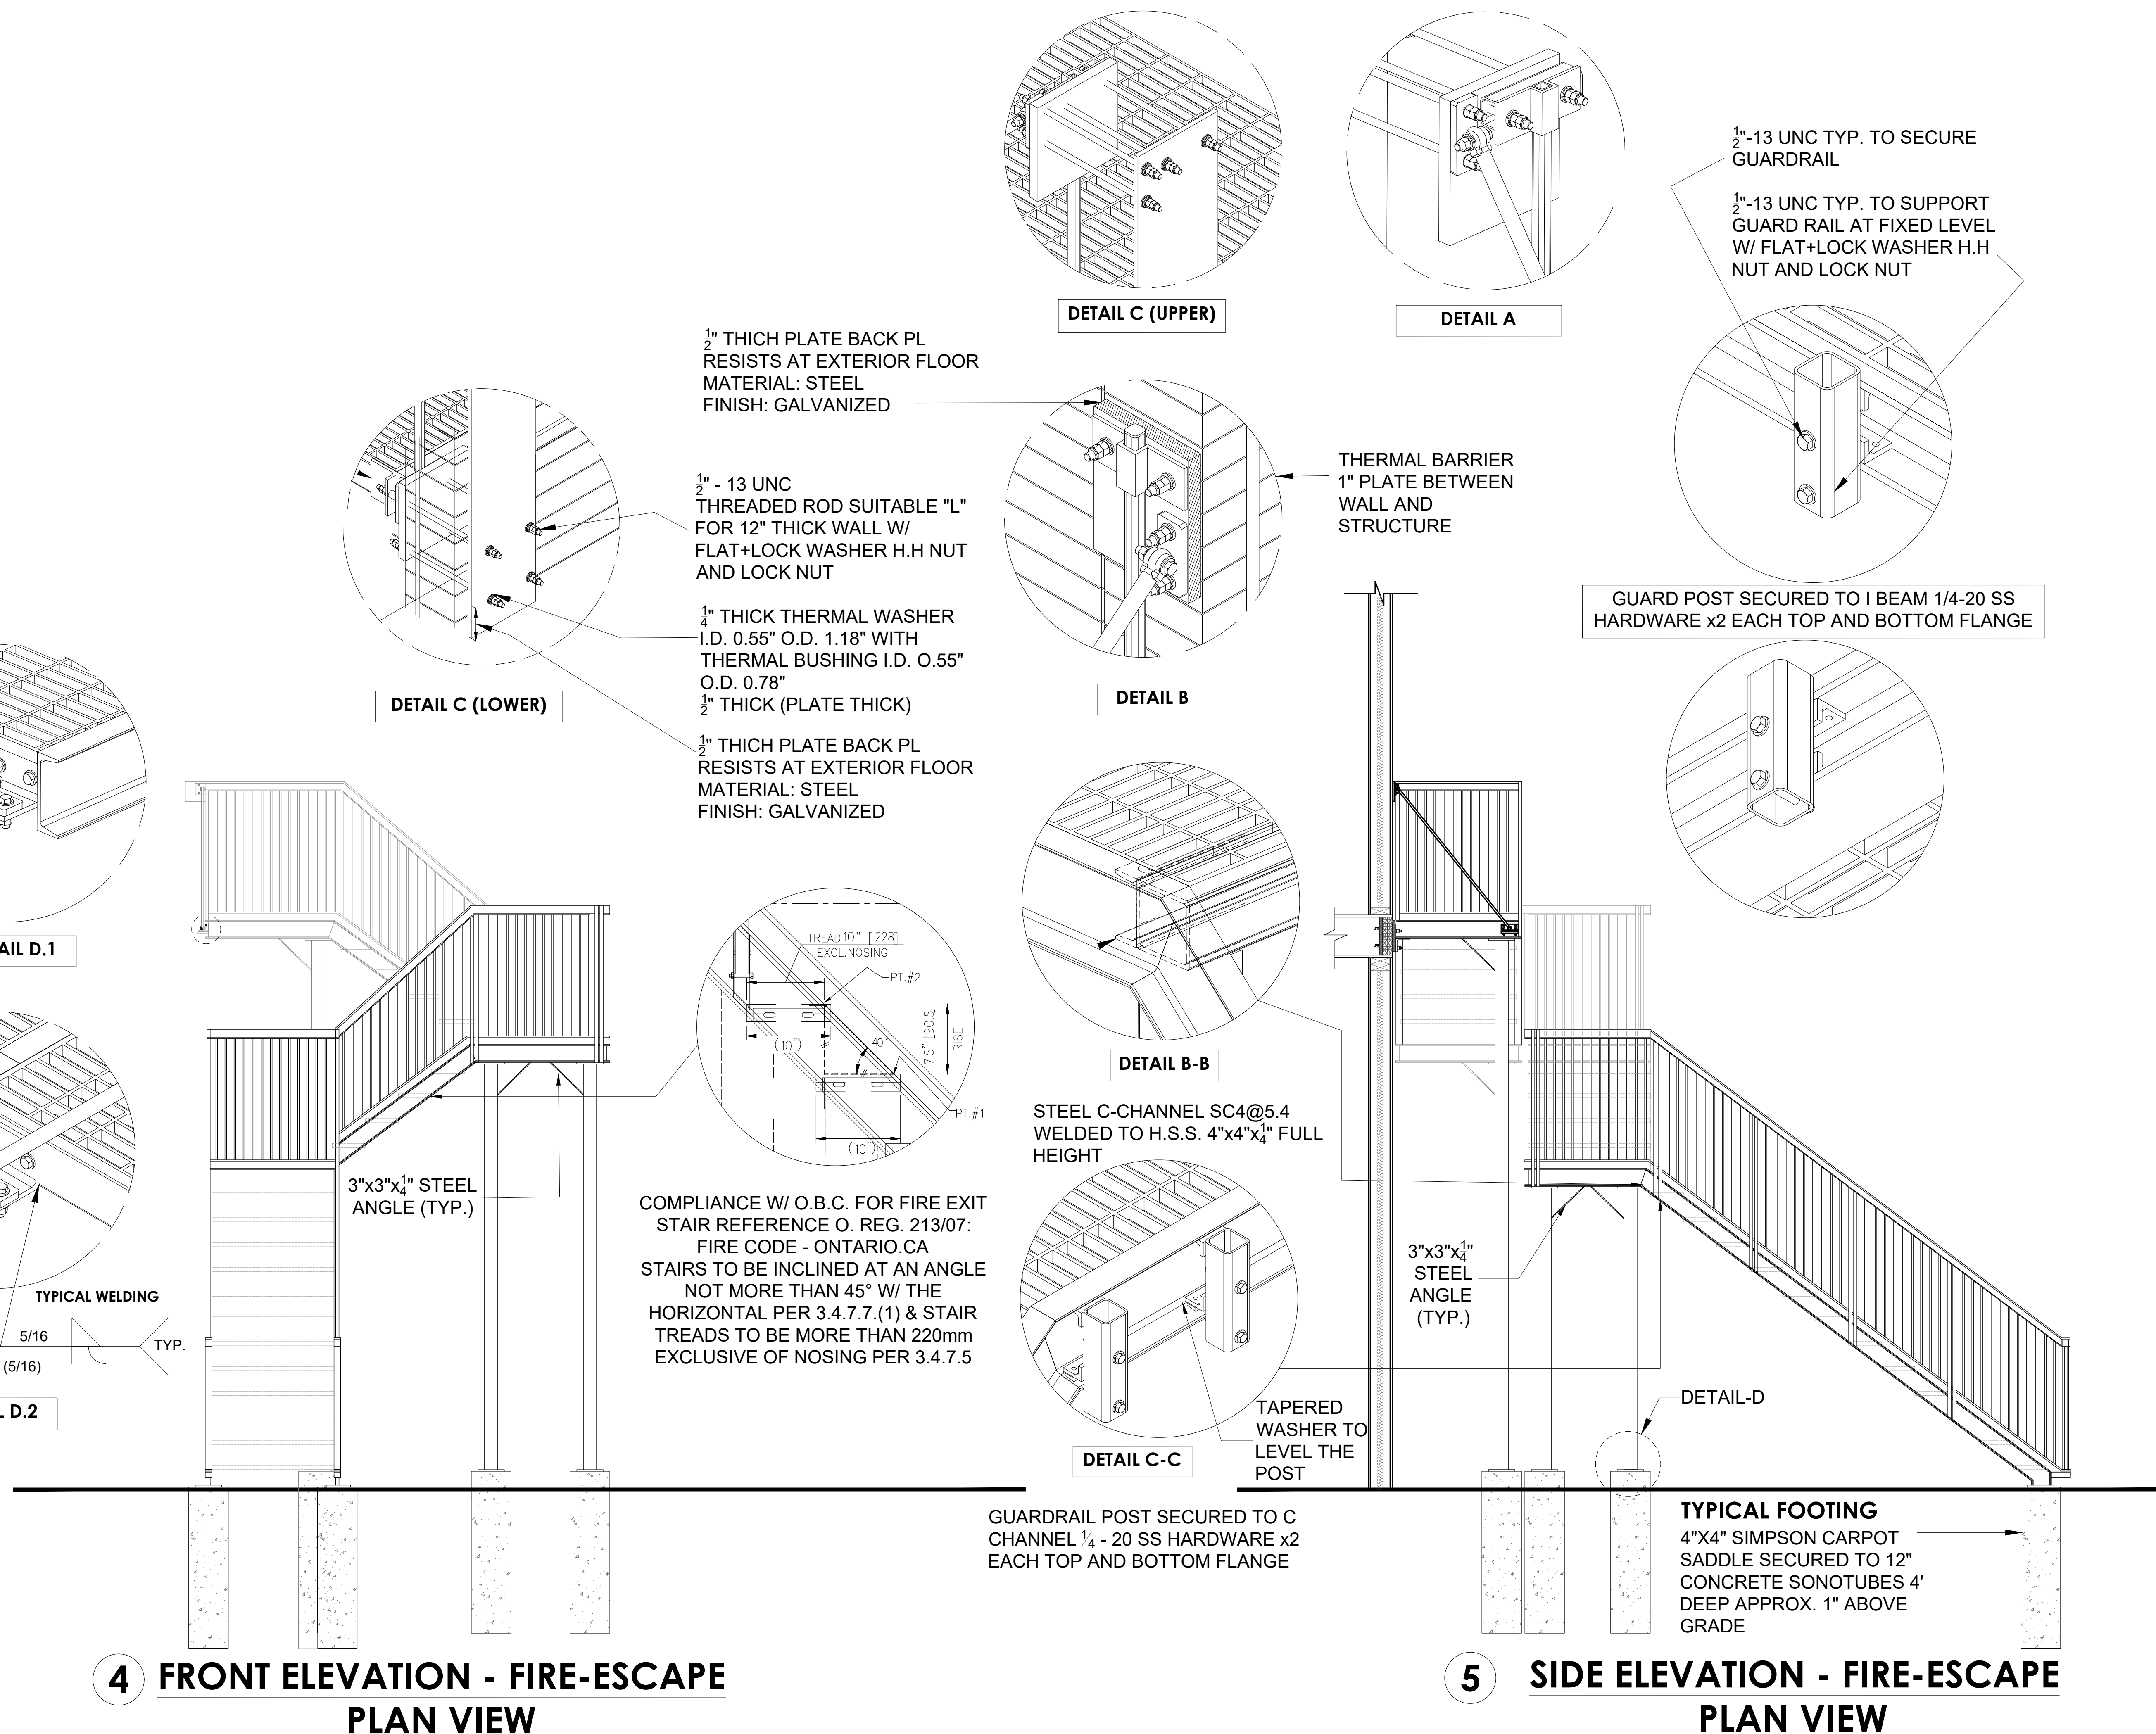 DETAIL C (UPPER)
DETAIL A
1/2"-13 UNC TYP. TO SECURE
GUARDRAIL
1/2"-13 UNC TYP. TO SUPPORT
GUARD RAIL AT FIXED LEVEL
W/ FLAT+LOCK WASHER H.H
NUT AND LOCK NUT
GUARD POST SECURED TO I BEAM 1/4-20 SS
HARDWARE x2 EACH TOP AND BOTTOM FLANGE
1/2" THICH PLATE BACK PL
RESISTS AT EXTERIOR FLOOR
MATERIAL: STEEL
FINISH: GALVANIZED
1/2" - 13 UNC
THREADED ROD SUITABLE "L"
FOR 12" THICK WALL W/
FLAT+LOCK WASHER H.H NUT
AND LOCK NUT
1/4" THICK THERMAL WASHER
I.D. 0.55" O.D. 1.18" WITH
THERMAL BUSHING I.D. O.55"
O.D. 0.78"
1/2" THICK (PLATE THICK)
1/2" THICH PLATE BACK PL
RESISTS AT EXTERIOR FLOOR
MATERIAL: STEEL
FINISH: GALVANIZED
DETAIL C (LOWER)
DETAIL B
THERMAL BARRIER
1" PLATE BETWEEN
WALL AND
STRUCTURE
AIL D.1
TREAD 10" [228]
EXCL.NOSING
PT.#2
(10")
40°
7.5" [190.5]
RISE
PT.#1
(10")
DETAIL B-B
STEEL C-CHANNEL SC4@5.4
WELDED TO H.S.S. 4"x4"x1/4" FULL
HEIGHT
3"x3"x1/4" STEEL
ANGLE (TYP.)
COMPLIANCE W/ O.B.C. FOR FIRE EXIT
STAIR REFERENCE O. REG. 213/07:
FIRE CODE - ONTARIO.CA
STAIRS TO BE INCLINED AT AN ANGLE
NOT MORE THAN 45° W/ THE
HORIZONTAL PER 3.4.7.7.(1) & STAIR
TREADS TO BE MORE THAN 220mm
EXCLUSIVE OF NOSING PER 3.4.7.5
TYPICAL WELDING
5/16
(5/16)
TYP.
L D.2
DETAIL C-C
TAPERED
WASHER TO
LEVEL THE
POST
3"x3"x1/4"
STEEL
ANGLE
(TYP.)
DETAIL-D
GUARDRAIL POST SECURED TO C
CHANNEL 1/4 - 20 SS HARDWARE x2
EACH TOP AND BOTTOM FLANGE
TYPICAL FOOTING
4"X4" SIMPSON CARPOT
SADDLE SECURED TO 12"
CONCRETE SONOTUBES 4'
DEEP APPROX. 1" ABOVE
GRADE
4 FRONT ELEVATION - FIRE-ESCAPE
PLAN VIEW
5 SIDE ELEVATION - FIRE-ESCAPE
PLAN VIEW